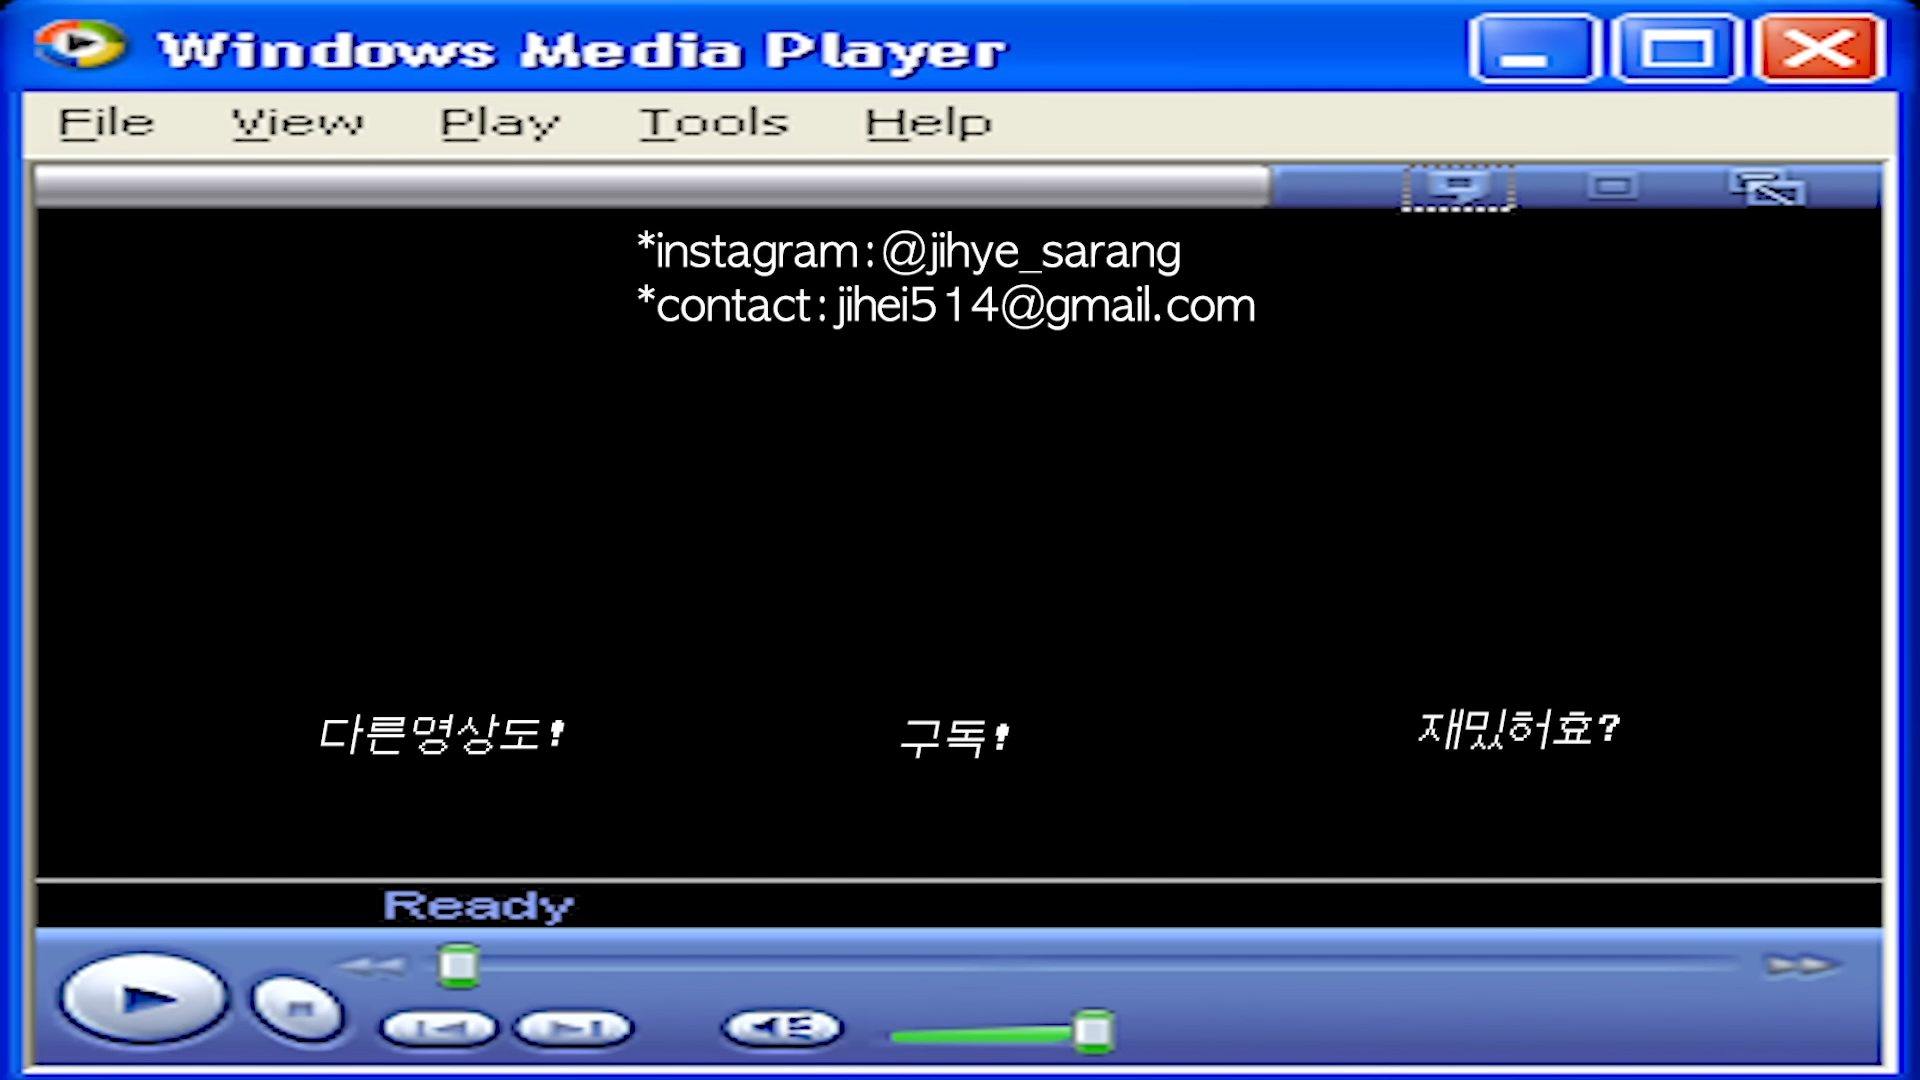 Windows Media Player
File View Play Tools Help
*instagram:@jihye_sarang
*contact:jihei514@gmail.com
다른영상도! 구독! 재밌허효?
Ready